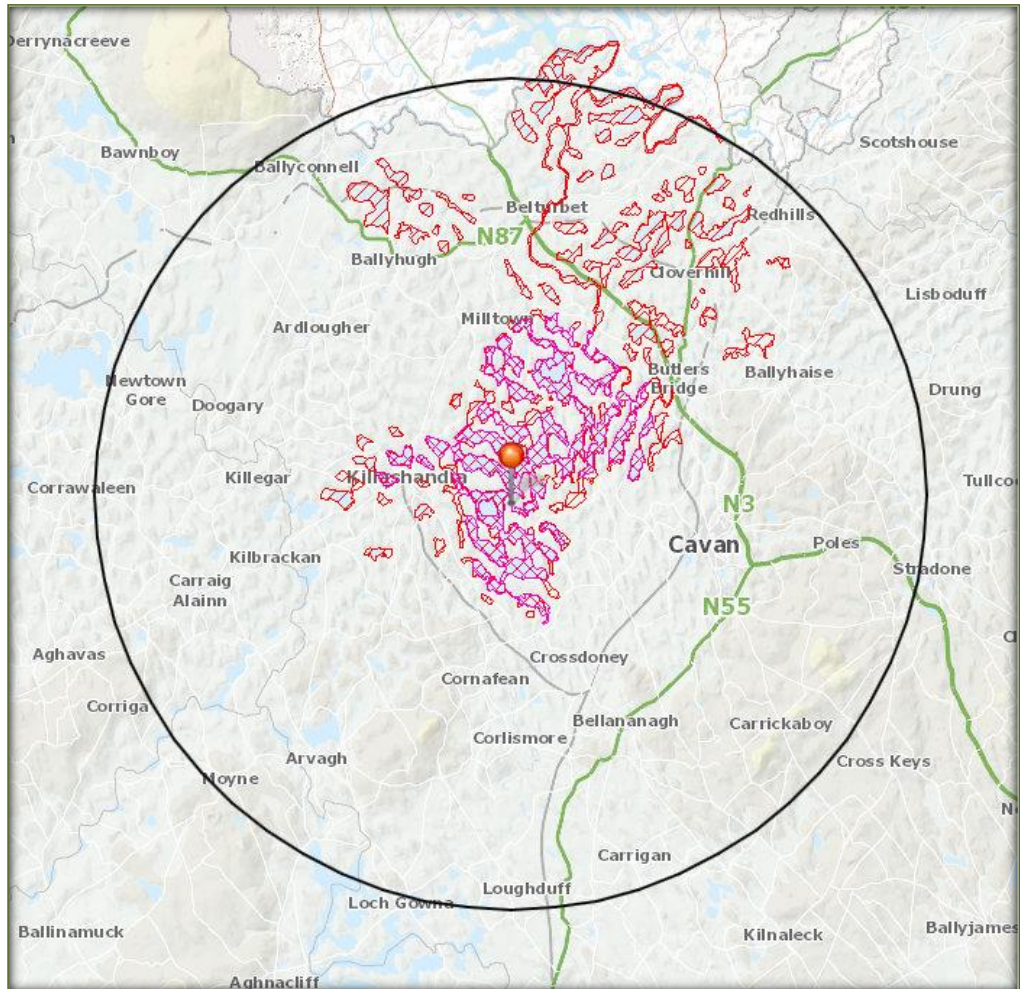 Derrynacreeve
Bawnboy
Ballyconnell
Scotshouse
Belturbet
Redhills
N87
Ballyhugh
Cloverhill
Lisboduff
Milltown
Ardlougher
Butlers
Bridge
Ballyhaise
Newtown
Gore
Doogary
Drung
Corrawaleen
Killegar
Killashandra
Tullco
N3
Cavan
Poles
Stradone
Kilbrackan
Carraig
Alainn
N55
Aghavas
Crossdoney
Cornafean
Corriga
Bellananagh
Carrickaboy
Corlismore
Arvagh
Moyne
Cross Keys
Carrigan
Loughduff
Loch Gowna
Ballinamuck
Kilnaleck
Ballyjames
Aghnacliff